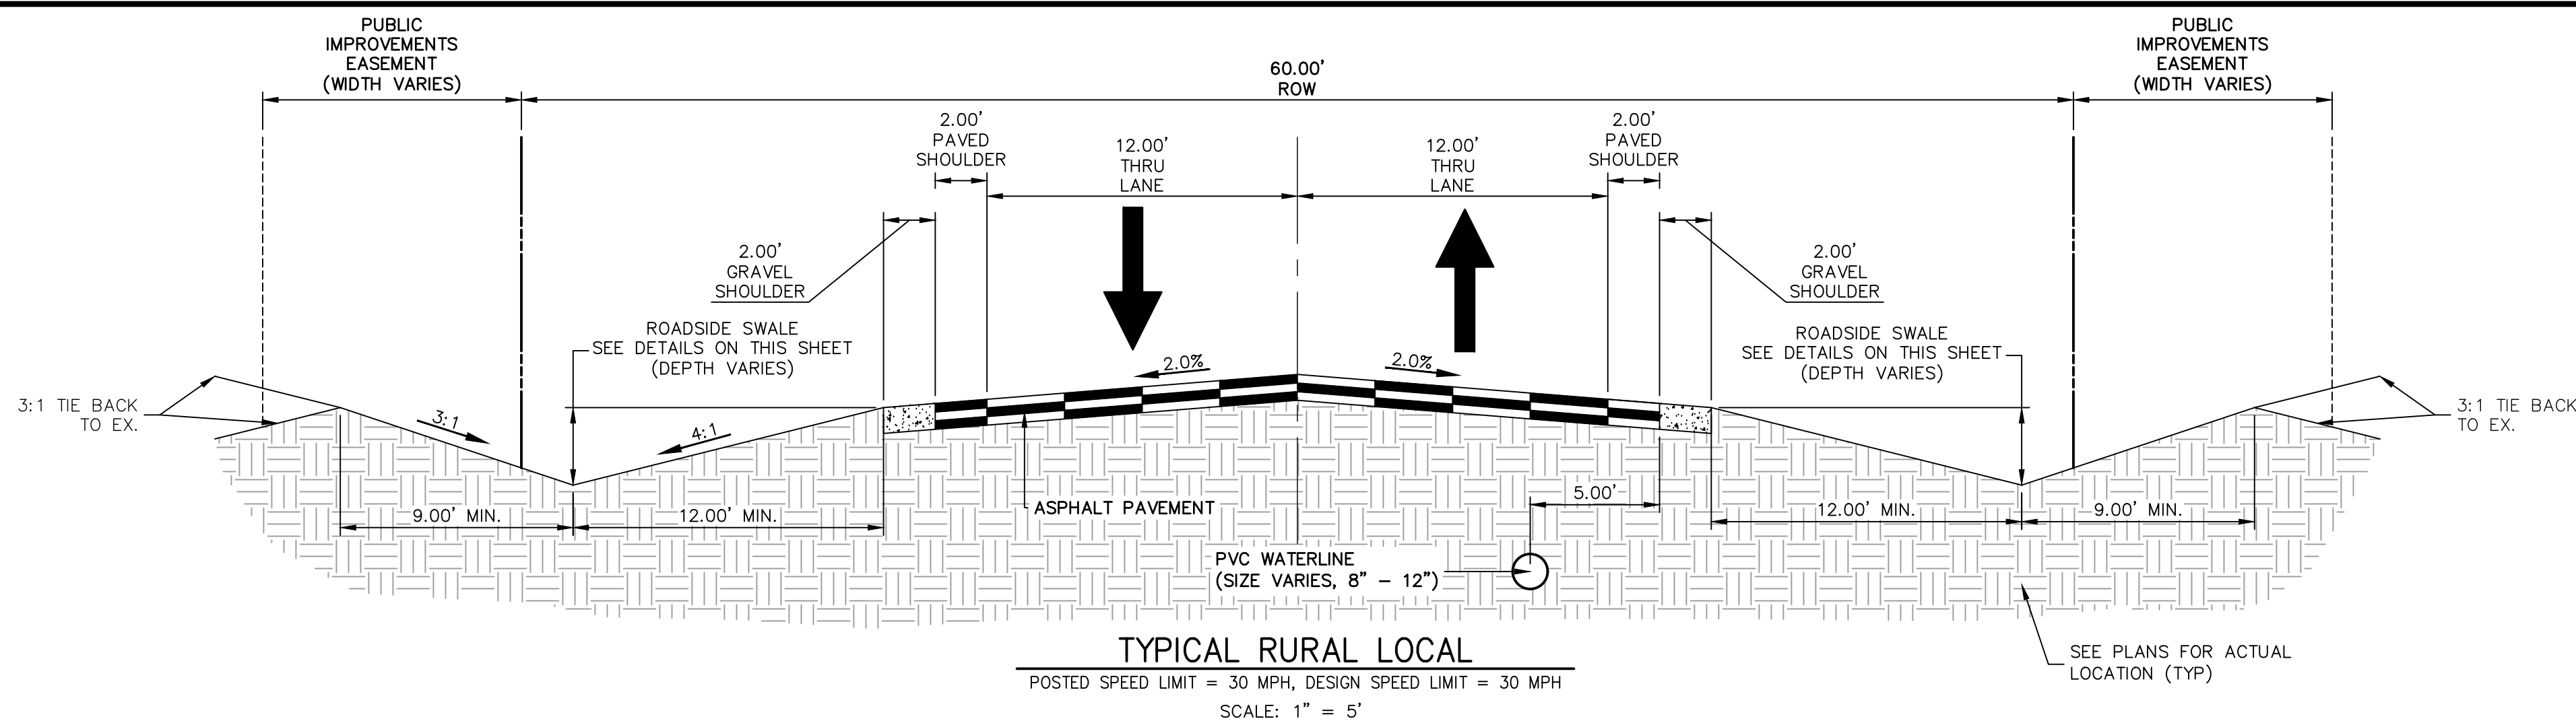 PUBLIC
IMPROVEMENTS
EASEMENT
(WIDTH VARIES)
60.00'
ROW
PUBLIC
IMPROVEMENTS
EASEMENT
(WIDTH VARIES)
2.00'
PAVED
SHOULDER
12.00'
THRU
LANE
12.00'
THRU
LANE
2.00'
PAVED
SHOULDER
2.00'
GRAVEL
SHOULDER
2.00'
GRAVEL
SHOULDER
ROADSIDE SWALE
SEE DETAILS ON THIS SHEET
(DEPTH VARIES)
2.0%
2.0%
ROADSIDE SWALE
SEE DETAILS ON THIS SHEET
(DEPTH VARIES)
3:1 TIE BACK
TO EX.
3:1
4:1
3:1 TIE BACK
TO EX.
9.00' MIN.
12.00' MIN.
ASPHALT PAVEMENT
5.00'
12.00' MIN.
9.00' MIN.
PVC WATERLINE
(SIZE VARIES, 8" - 12")
SEE PLANS FOR ACTUAL
LOCATION (TYP)
TYPICAL RURAL LOCAL
POSTED SPEED LIMIT = 30 MPH, DESIGN SPEED LIMIT = 30 MPH
SCALE: 1" = 5'